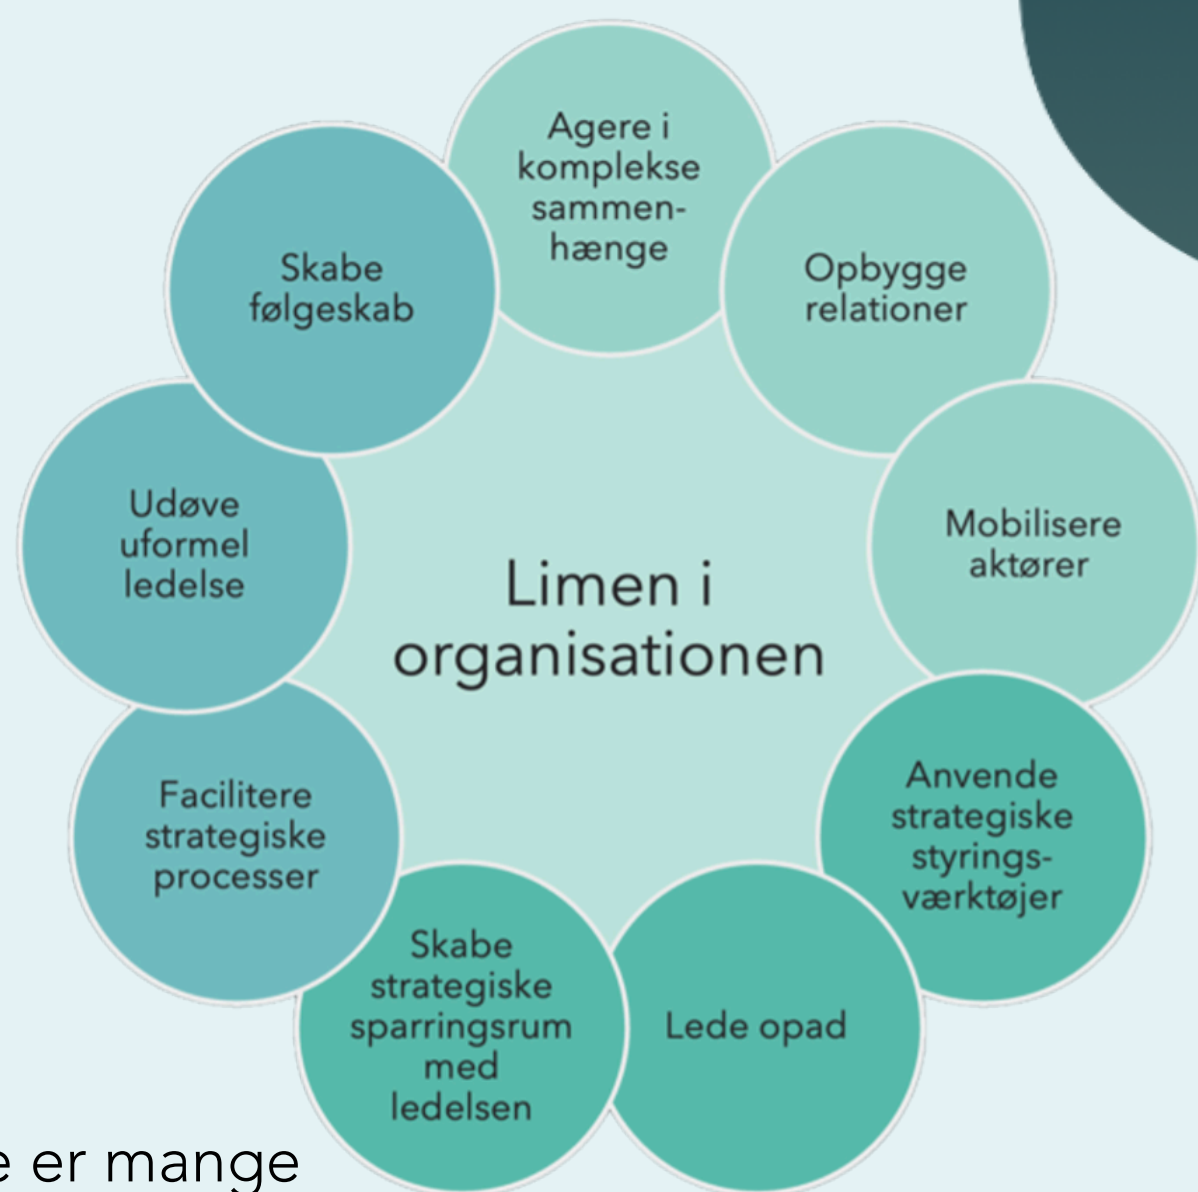 Agere i
komplekse
sammen-
hænge
Opbygge
relationer
Mobilisere
aktører
Anvende
strategiske
styrings-
værktøjer
Lede opad
Skabe
strategiske
sparringsrum
med
ledelsen
Facilitere
strategiske
processer
Udøve
uformel
ledelse
Skabe
følgeskab
Limen i
organisationen
er mange